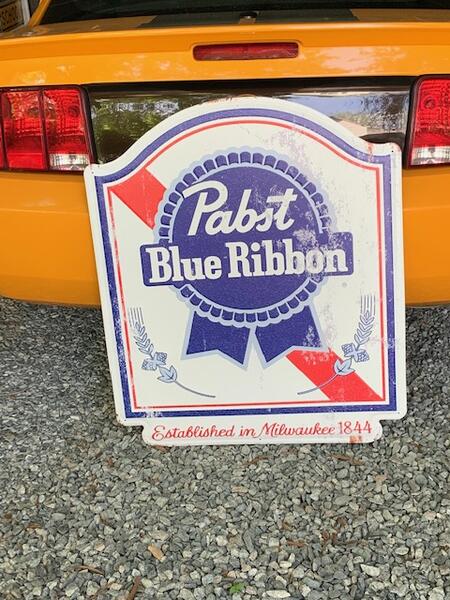 Pabst
Blue Ribbon
Established in Milwaukee 1844